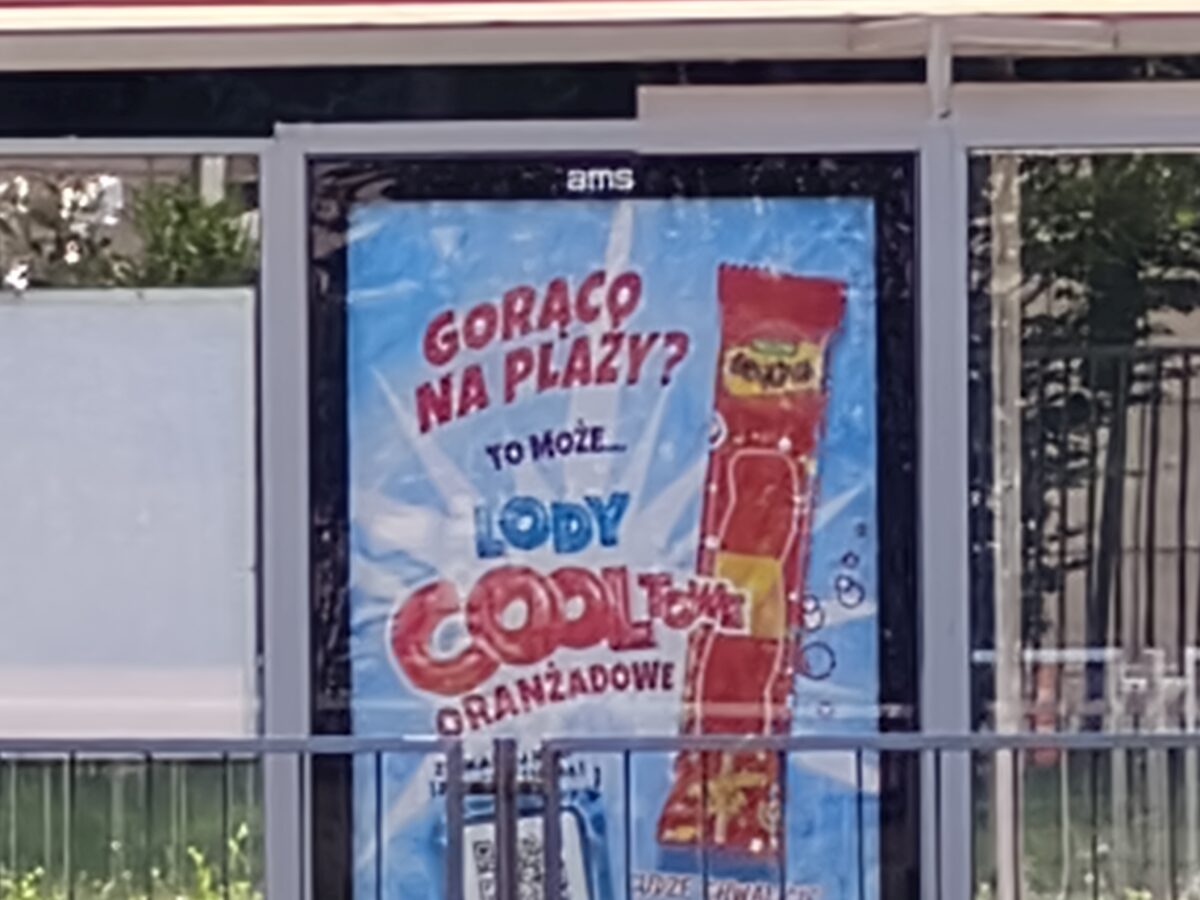 ams
GORĄCO
NA PLAŻY?
TO MOŻE...
LODY
COOLTOWE
ORANŻADOWE